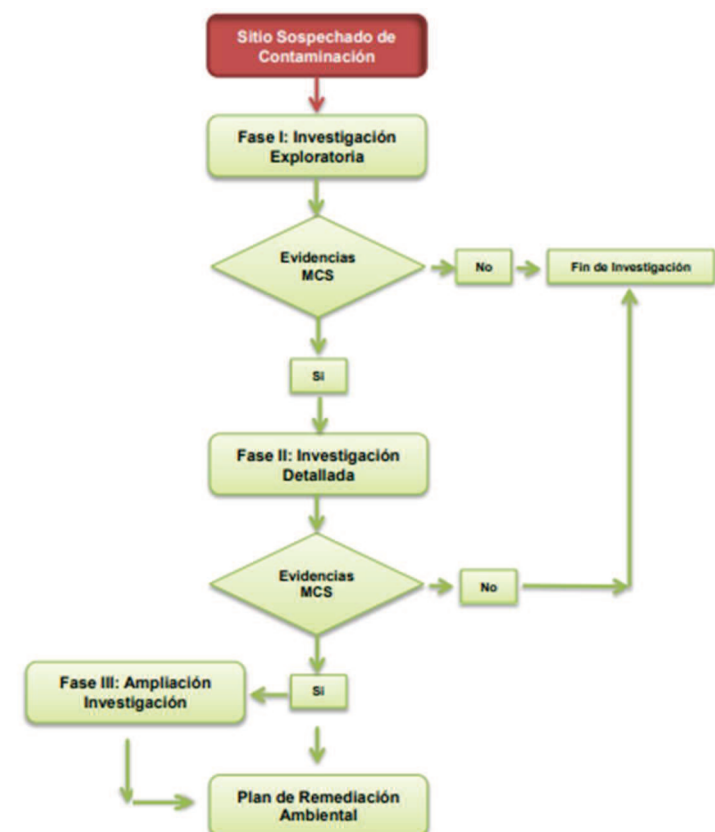 Sitio Sospechado de
Contaminación
Fase I: Investigación
Exploratoria
Evidencias
MCS
No
Fin de Investigación
Si
Fase II: Investigación
Detallada
Evidencias
MCS
No
Si
Fase III: Ampliación
Investigación
Plan de Remediación
Ambiental